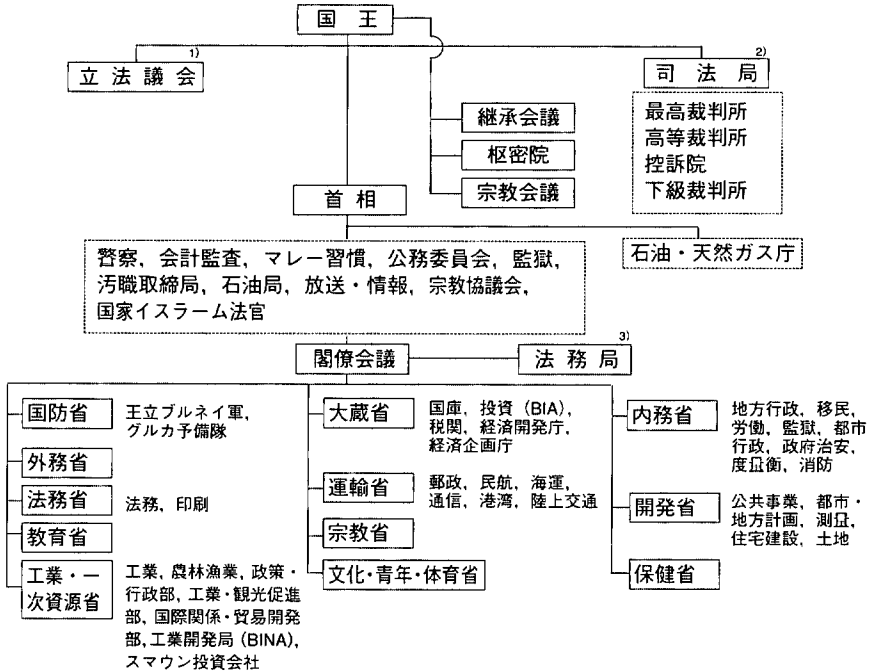 国王
1)
立法議会
2)
司法局
最高裁判所
高等裁判所
控訴院
下級裁判所
継承会議
枢密院
宗教会議
首相
警察，会計監査，マレー習慣，公務委員会，監獄，
汚職取締局，石油局，放送・情報，宗教協議会，
国家イスラーム法官
石油・天然ガス庁
閣僚会議
3)
法務局
国防省
王立ブルネイ軍，
グルカ予備隊
外務省
法務省
法務，印刷
教育省
工業・一
次資源省
工業，農林漁業，政策・
行政部，工業・観光促進
部，国際関係・貿易開発
部，工業開発局(BINA)，
スマウン投資会社
大蔵省
国庫，投資(BIA)，
税関，経済開発庁，
経済企画庁
運輸省
郵政，民航，海運，
通信，港湾，陸上交通
宗教省
文化・青年・体育省
内務省
地方行政，移民，
労働，監獄，都市
行政，政府治安，
度量衡，消防
開発省
公共事業，都市・
地方計画，測量，
住宅建設，土地
保健省